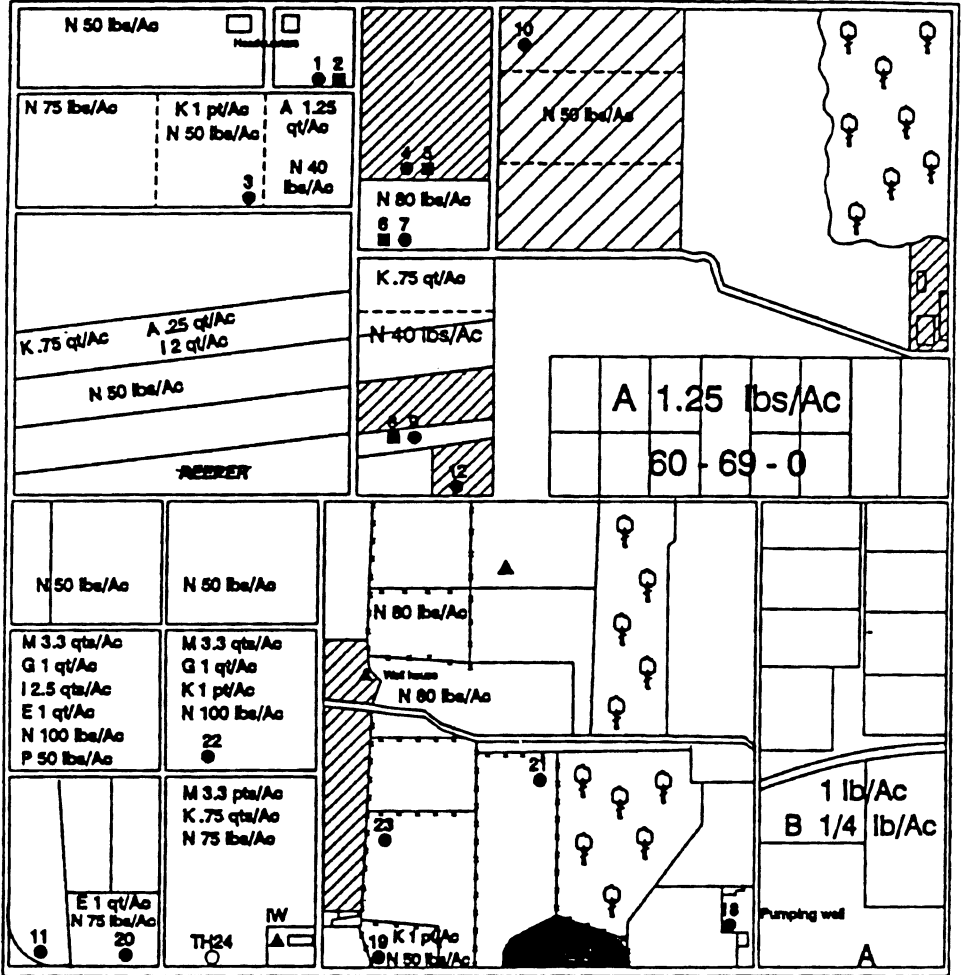 N 50 lbs/Ac
1 2
10
N 75 lbs/Ac
K 1 pt/Ac
N 50 lbs/Ac
A 1.25
qt/Ac
N 40
lbs/Ac
3
4 5
N 80 lbs/Ac
6 7
N 50 lbs/Ac
K .75 qt/Ac
N 40 lbs/Ac
K .75 qt/Ac
A .25 qt/Ac
I 2 qt/Ac
N 50 lbs/Ac
8 9
12
A 1.25 lbs/Ac
60 - 69 - 0
N 50 lbs/Ac
N 50 lbs/Ac
N 80 lbs/Ac
Well house
N 80 lbs/Ac
M 3.3 qts/Ac
G 1 qt/Ac
I 2.5 qts/Ac
E 1 qt/Ac
N 100 lbs/Ac
P 50 lbs/Ac
M 3.3 qts/Ac
G 1 qt/Ac
K 1 pt/Ac
N 100 lbs/Ac
22
21
1 lb/Ac
B 1/4 lb/Ac
M 3.3 pts/Ac
K .75 qts/Ac
N 75 lbs/Ac
23
E 1 qt/Ac
N 75 lbs/Ac
11
20
TH24
IW
19
K 1 pt/Ac
N 50 lbs/Ac
18
Pumping well
A